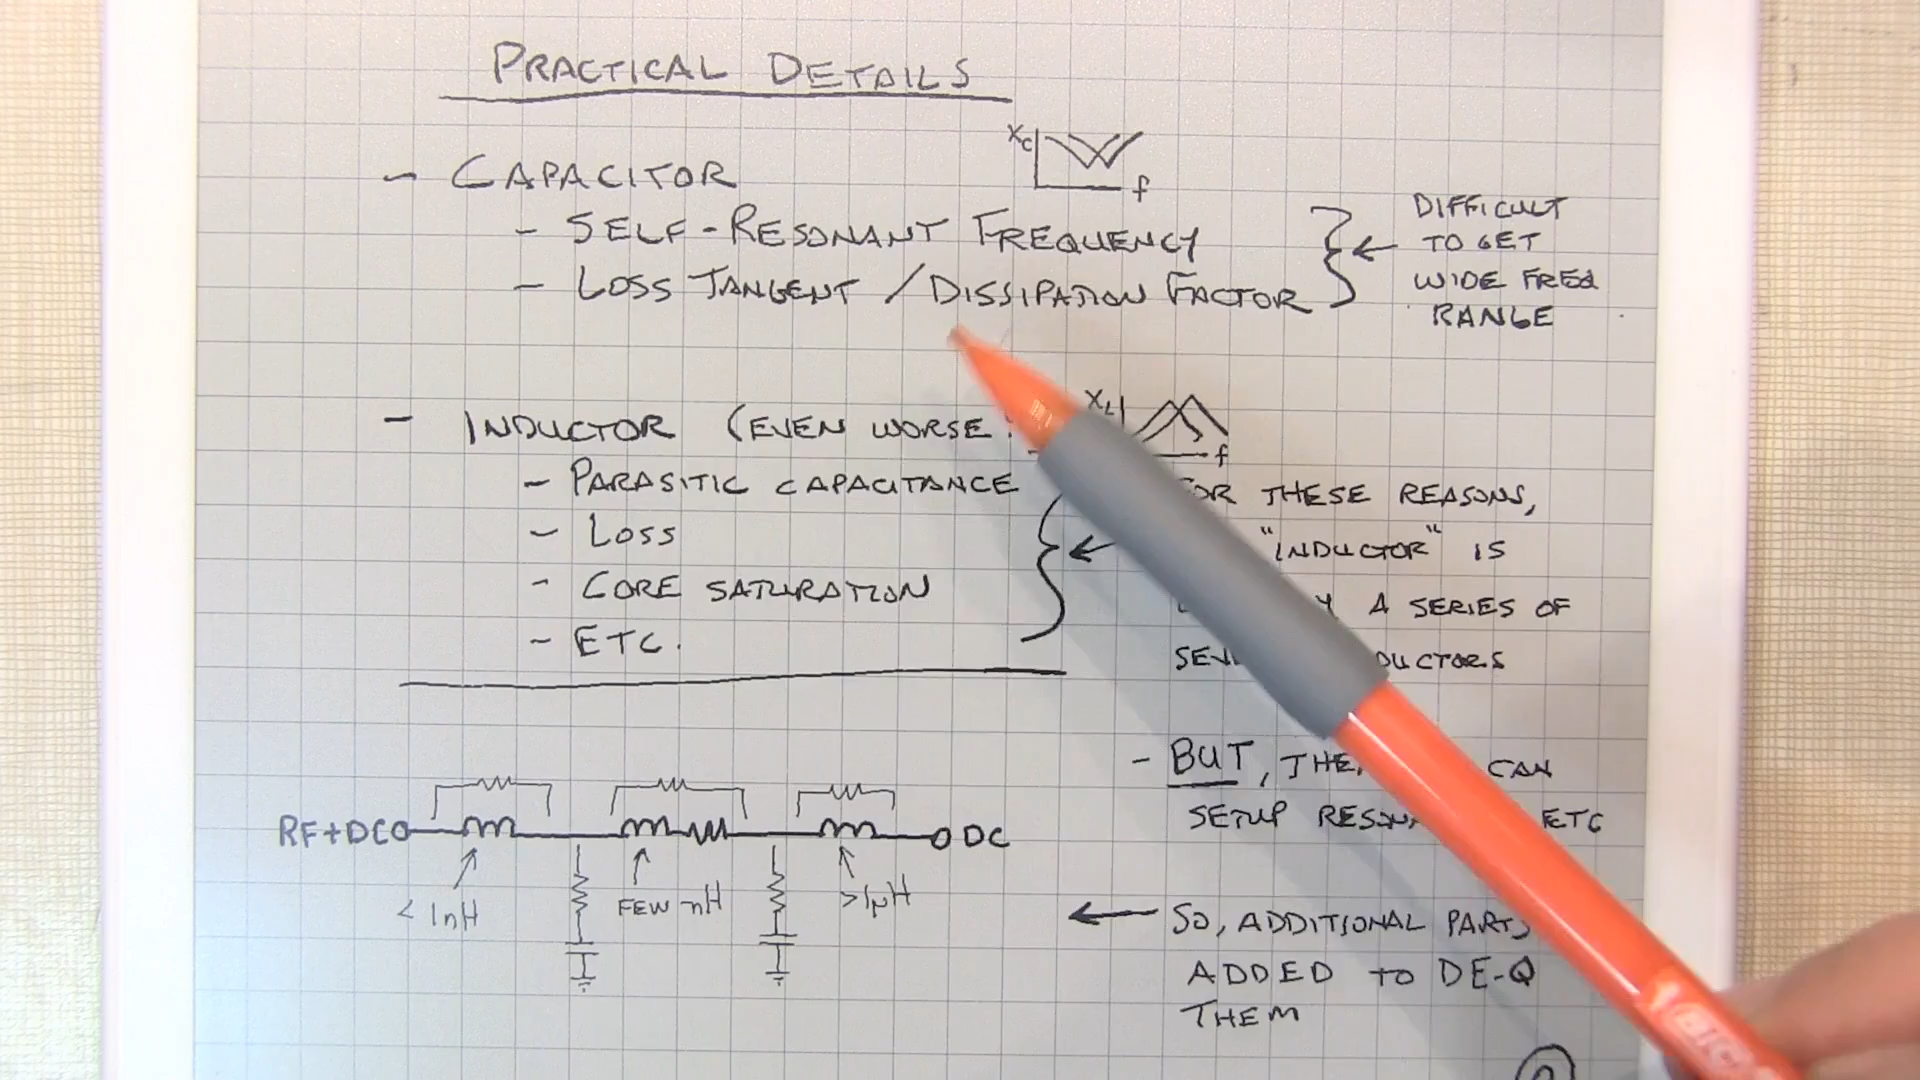 PRACTICAL DETAILS
XC
f
- CAPACITOR
- SELF-RESONANT FREQUENCY
- LOSS TANGENT / DISSIPATION FACTOR
DIFFICULT
TO GET
WIDE FREQ
RANGE
- INDUCTOR (EVEN WORSE
XL
f
- PARASITIC CAPACITANCE
- LOSS
- CORE SATURATION
- ETC.
THESE REASONS,
"INDUCTOR" IS
A SERIES OF
- BUT, CAN
SETUP ETC
RF+DC
DC
< 1nH
FEW nH
>1µH
SO, ADDITIONAL PARTS
ADDED TO DE-Q
THEM
BIC